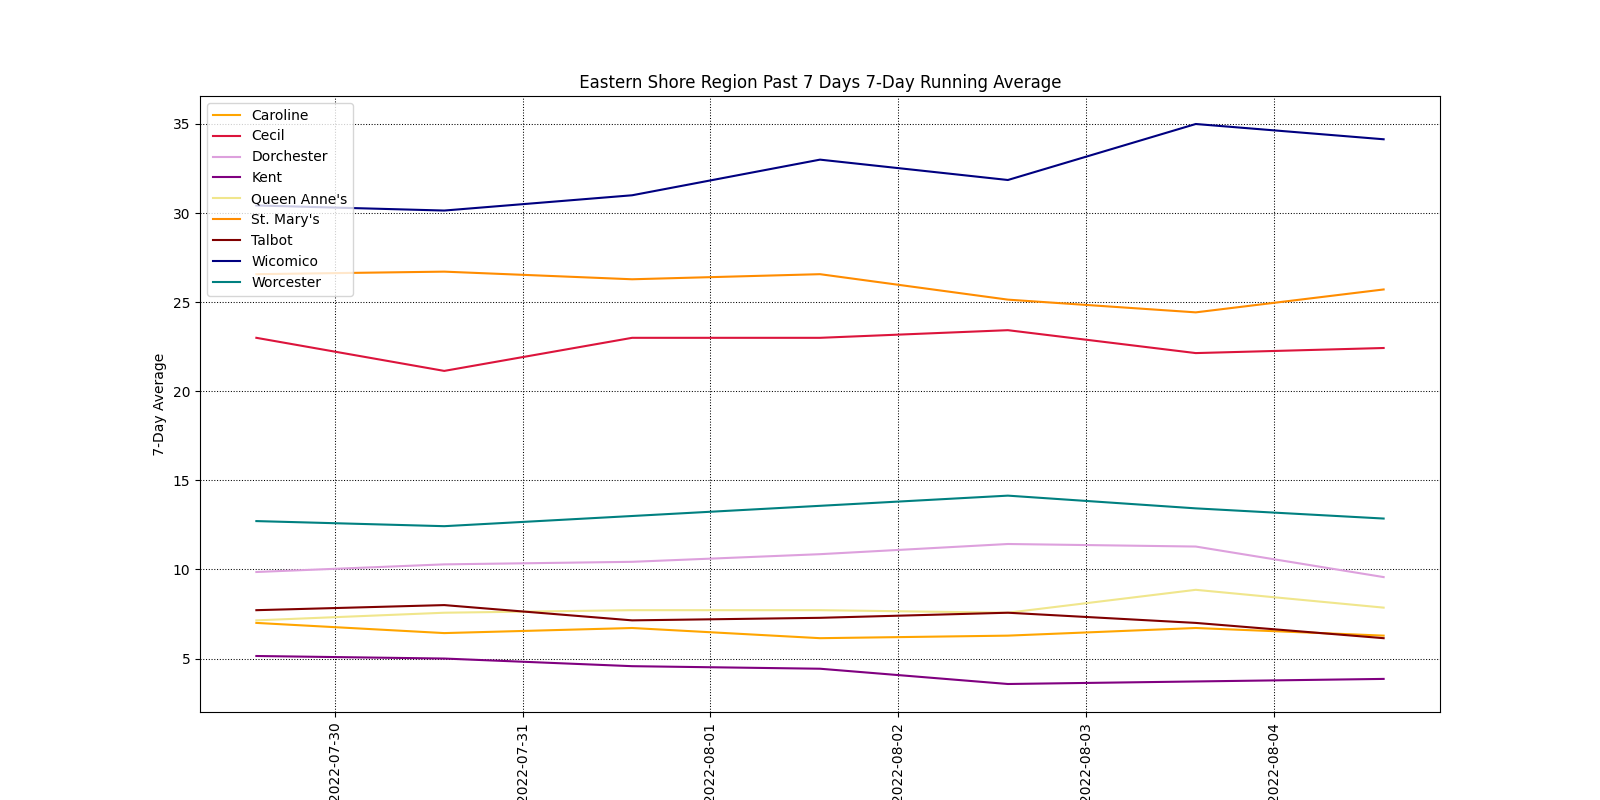 Eastern Shore Region Past 7 Days 7-Day Running Average
Caroline
Cecil
Dorchester
Kent
Queen Anne's
St. Mary's
Talbot
Wicomico
Worcester
7-Day Average
35
30
25
20
15
10
5
2022-07-30
2022-07-31
2022-08-01
2022-08-02
2022-08-03
2022-08-04